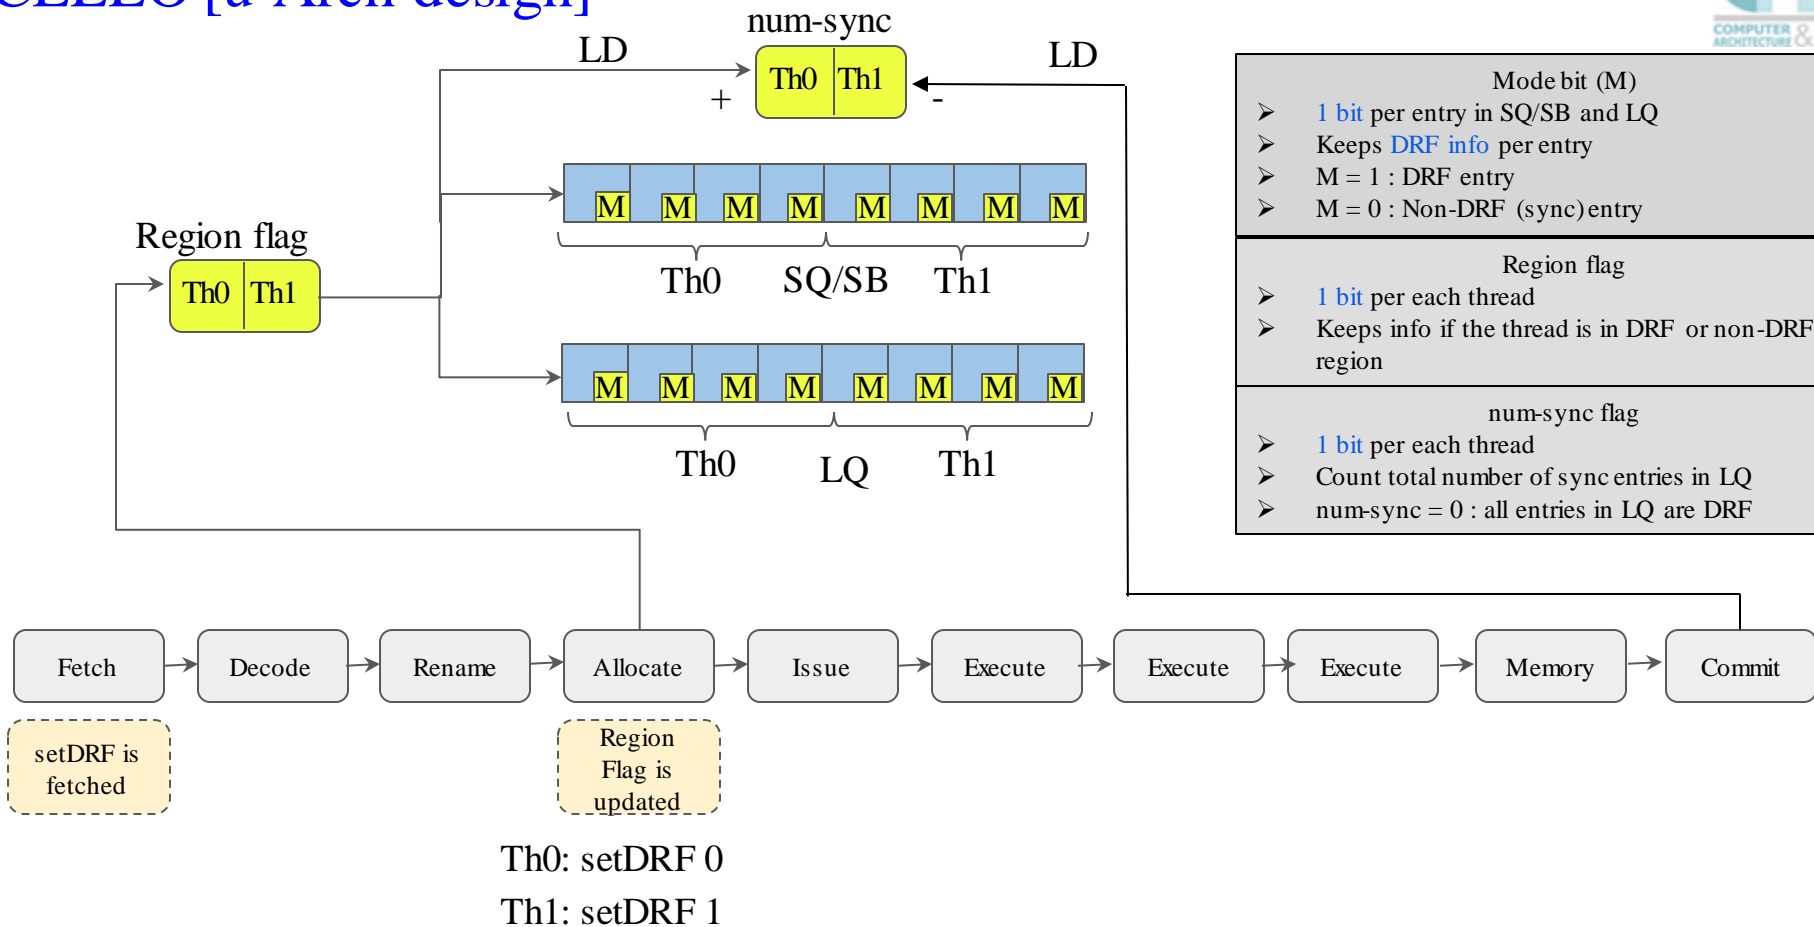 [u-Arch design]
COMPUTER &
ARCHITECTURE
num-sync
LD
LD
Th0 Th1
+
-
M M M M M M M M
Th0 SQ/SB Th1
Region flag
Th0 Th1
M M M M M M M M
Th0 LQ Th1
Mode bit (M)
➢ 1 bit per entry in SQ/SB and LQ
➢ Keeps DRF info per entry
➢ M = 1 : DRF entry
➢ M = 0 : Non-DRF (sync) entry
Region flag
➢ 1 bit per each thread
➢ Keeps info if the thread is in DRF or non-DRF
region
num-sync flag
➢ 1 bit per each thread
➢ Count total number of sync entries in LQ
➢ num-sync = 0 : all entries in LQ are DRF
Fetch Decode Rename Allocate Issue Execute Execute Execute Memory Commit
setDRF is
fetched
Region
Flag is
updated
Th0: setDRF 0
Th1: setDRF 1